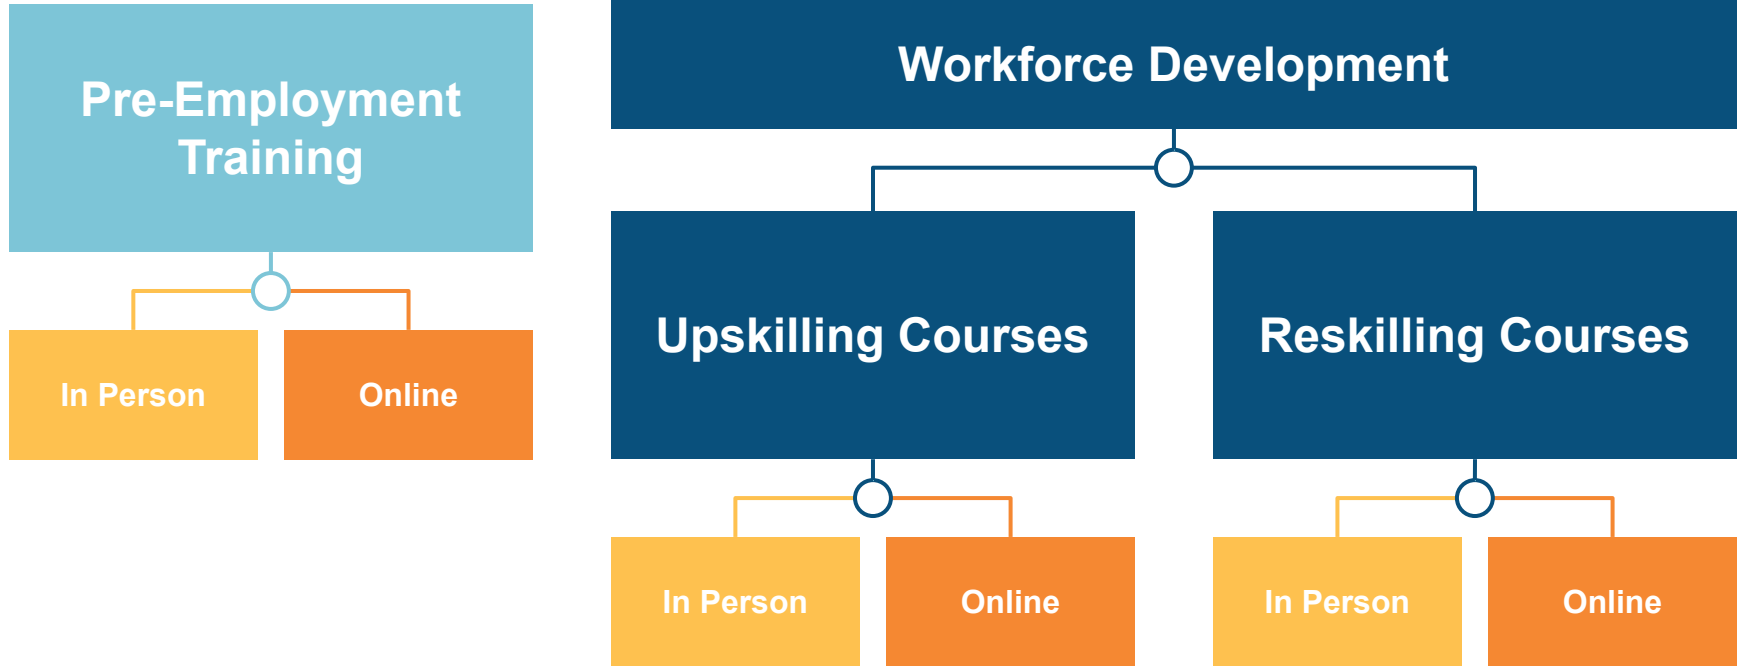 Pre-Employment
Training
In Person
Online
Workforce Development
Upskilling Courses
Reskilling Courses
In Person
Online
In Person
Online